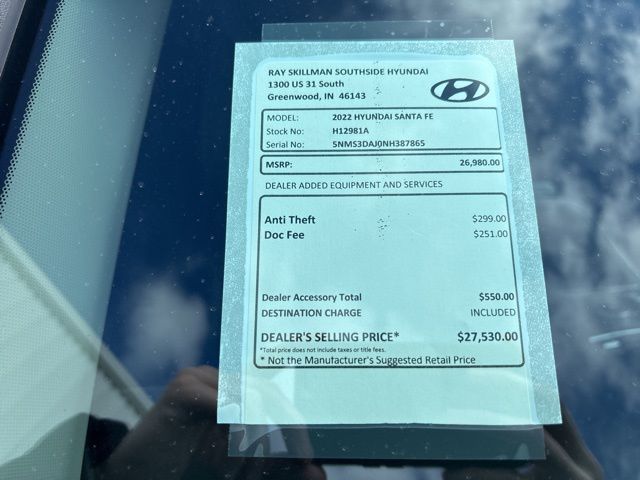 RAY SKILLMAN SOUTHSIDE HYUNDAI
1300 US 31 South
Greenwood, IN 46143
MODEL: 2022 HYUNDAI SANTA FE
Stock No: H12981A
Serial No: 5NMS3DAJ0NH387865
MSRP: 26,980.00
DEALER ADDED EQUIPMENT AND SERVICES
Anti Theft $299.00
Doc Fee $251.00
Dealer Accessory Total $550.00
DESTINATION CHARGE INCLUDED
DEALER'S SELLING PRICE* $27,530.00
*Total price does not include taxes or title fees.
* Not the Manufacturer's Suggested Retail Price